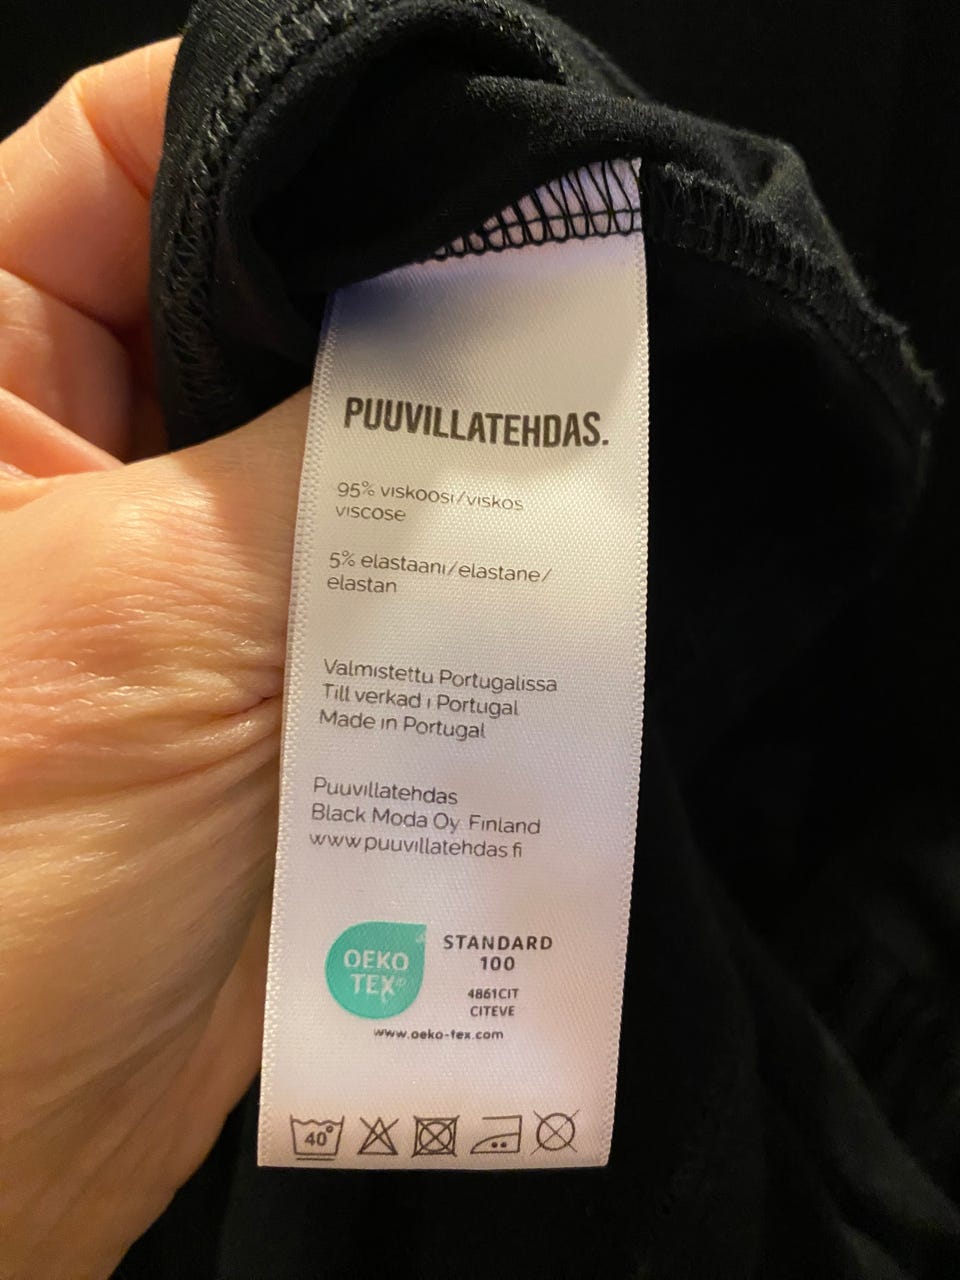 PUUVILLATEHDAS.
95% viskoosi/viskos
viscose
5% elastaani/elastane/
elastan
Valmistettu Portugalissa
Till verkad i Portugal
Made in Portugal
Puuvillatehdas
Black Moda Oy. Finland
www.puuvillatehdas.fi
OEKO
TEX®
STANDARD
100
4861CIT
CITEVE
www.oeko-tex.com
40°